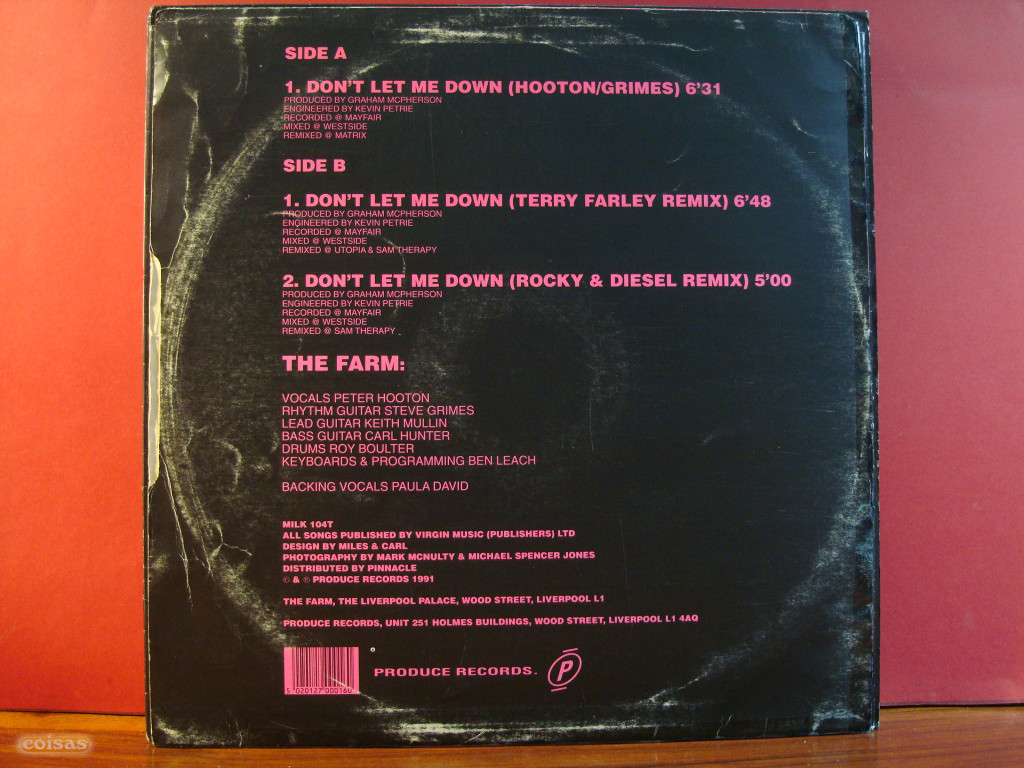 SIDE A
1. DON'T LET ME DOWN (HOOTON/GRIMES) 6'31
PRODUCED BY GRAHAM MCPHERSON
ENGINEERED BY KEVIN PETRIE
RECORDED @ MAYFAIR
MIXED @ WESTSIDE
REMIXED @ MATRIX
SIDE B
1. DON'T LET ME DOWN (TERRY FARLEY REMIX) 6'48
PRODUCED BY GRAHAM MCPHERSON
ENGINEERED BY KEVIN PETRIE
RECORDED @ MAYFAIR
MIXED @ WESTSIDE
REMIXED @ UTOPIA & SAM THERAPY
2. DON'T LET ME DOWN (ROCKY & DIESEL REMIX) 5'00
PRODUCED BY GRAHAM MCPHERSON
ENGINEERED BY KEVIN PETRIE
RECORDED @ MAYFAIR
MIXED @ WESTSIDE
REMIXED @ SAM THERAPY
THE FARM:
VOCALS PETER HOOTON
RHYTHM GUITAR STEVE GRIMES
LEAD GUITAR KEITH MULLIN
BASS GUITAR CARL HUNTER
DRUMS ROY BOULTER
KEYBOARDS & PROGRAMMING BEN LEACH
BACKING VOCALS PAULA DAVID
MILK 104T
ALL SONGS PUBLISHED BY VIRGIN MUSIC (PUBLISHERS) LTD
DESIGN BY MILES & CARL
PHOTOGRAPHY BY MARK MCNULTY & MICHAEL SPENCER JONES
DISTRIBUTED BY PINNACLE
© & ℗ PRODUCE RECORDS 1991
THE FARM, THE LIVERPOOL PALACE, WOOD STREET, LIVERPOOL L1
PRODUCE RECORDS, UNIT 251 HOLMES BUILDINGS, WOOD STREET, LIVERPOOL L1 4AQ
PRODUCE RECORDS. P
5 020127 000160
coisas